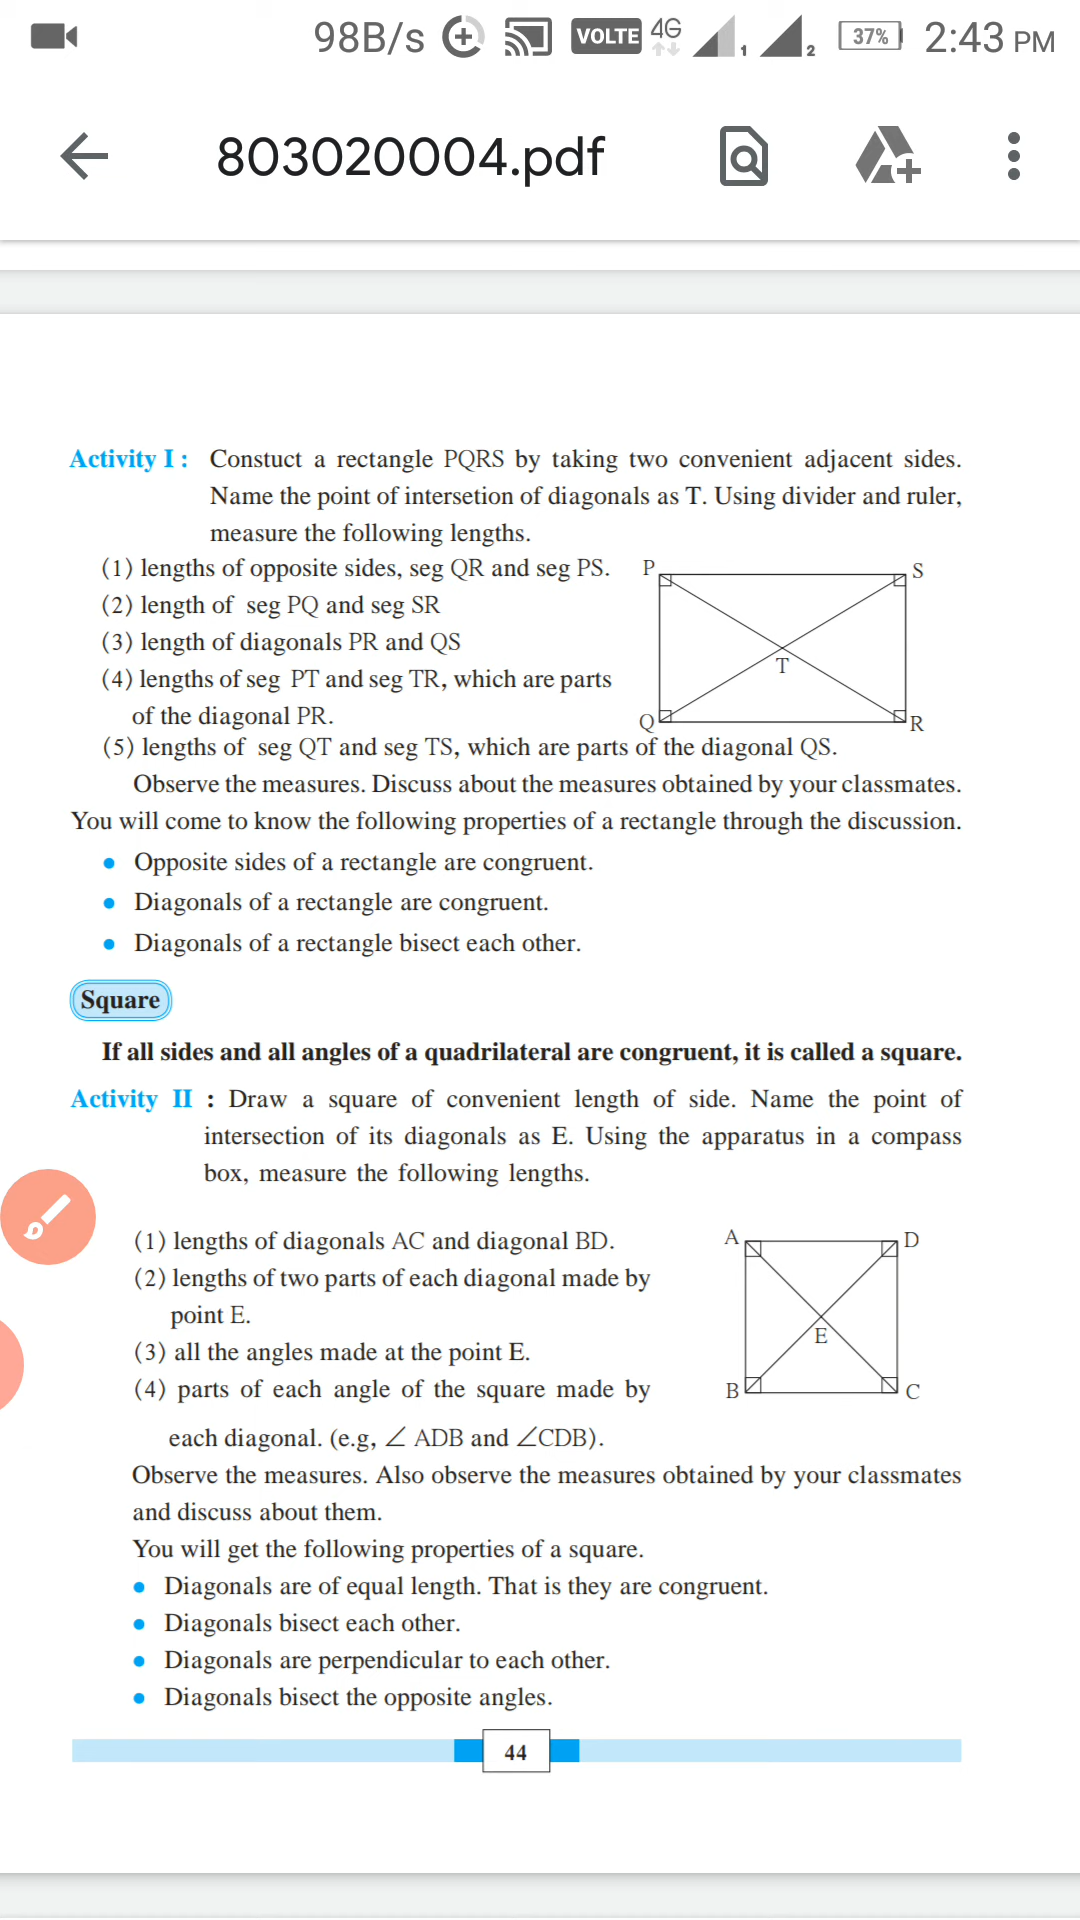 98B/s VOLTE 4G 1 2 37% 2:43 PM
803020004.pdf
Activity I : Constuct a rectangle PQRS by taking two convenient adjacent sides.
Name the point of intersetion of diagonals as T. Using divider and ruler,
measure the following lengths.
(1) lengths of opposite sides, seg QR and seg PS.
(2) length of seg PQ and seg SR
(3) length of diagonals PR and QS
(4) lengths of seg PT and seg TR, which are parts
of the diagonal PR.
P
S
T
Q
R
(5) lengths of seg QT and seg TS, which are parts of the diagonal QS.
Observe the measures. Discuss about the measures obtained by your classmates.
You will come to know the following properties of a rectangle through the discussion.
• Opposite sides of a rectangle are congruent.
• Diagonals of a rectangle are congruent.
• Diagonals of a rectangle bisect each other.
Square
If all sides and all angles of a quadrilateral are congruent, it is called a square.
Activity II : Draw a square of convenient length of side. Name the point of
intersection of its diagonals as E. Using the apparatus in a compass
box, measure the following lengths.
(1) lengths of diagonals AC and diagonal BD.
(2) lengths of two parts of each diagonal made by
point E.
(3) all the angles made at the point E.
(4) parts of each angle of the square made by
each diagonal. (e.g, ∠ ADB and ∠CDB).
A
D
E
B
C
Observe the measures. Also observe the measures obtained by your classmates
and discuss about them.
You will get the following properties of a square.
• Diagonals are of equal length. That is they are congruent.
• Diagonals bisect each other.
• Diagonals are perpendicular to each other.
• Diagonals bisect the opposite angles.
44